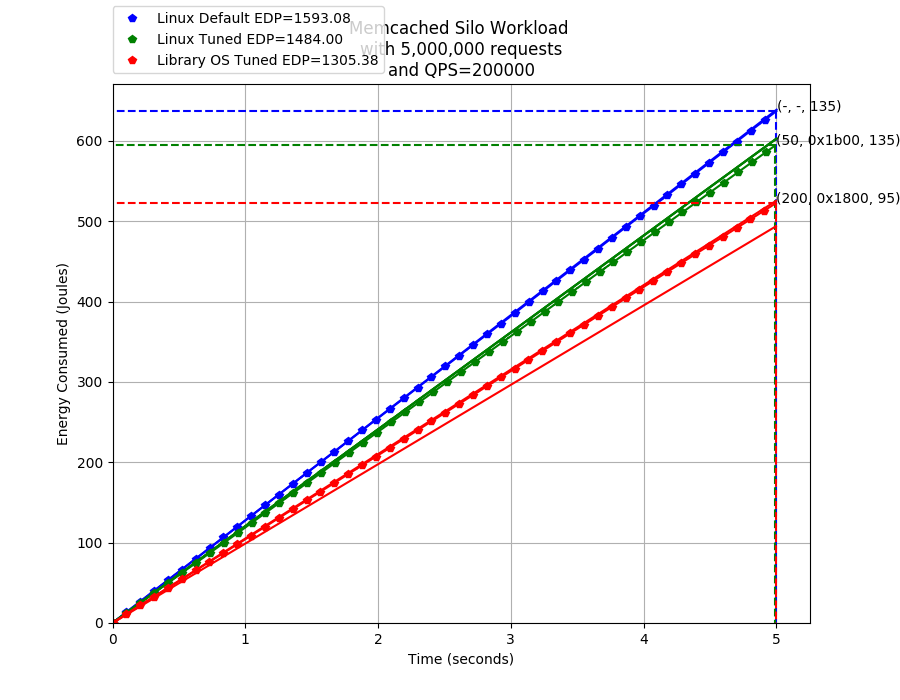 Linux Default EDP=1593.08
Linux Tuned EDP=1484.00
Library OS Tuned EDP=1305.38
Memcached Silo Workload
with 5,000,000 requests
and QPS=200000
(-, -, 135)
(50, 0x1b00, 135)
(200, 0x1800, 95)
Energy Consumed (Joules)
600
500
400
300
200
100
0
0 1 2 3 4 5
Time (seconds)